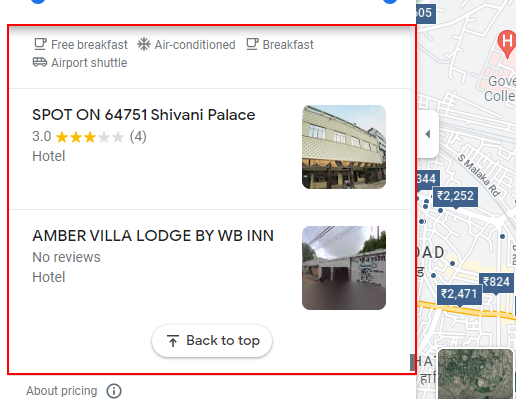 Free breakfast Air-conditioned Breakfast
Airport shuttle
SPOT ON 64751 Shivani Palace
3.0 (4)
Hotel
AMBER VILLA LODGE BY WB INN
No reviews
Hotel
Back to top
About pricing
605
H
Gove
Colle
S Malaka Rd
344
₹2,252
OAD
₹824
₹2,471